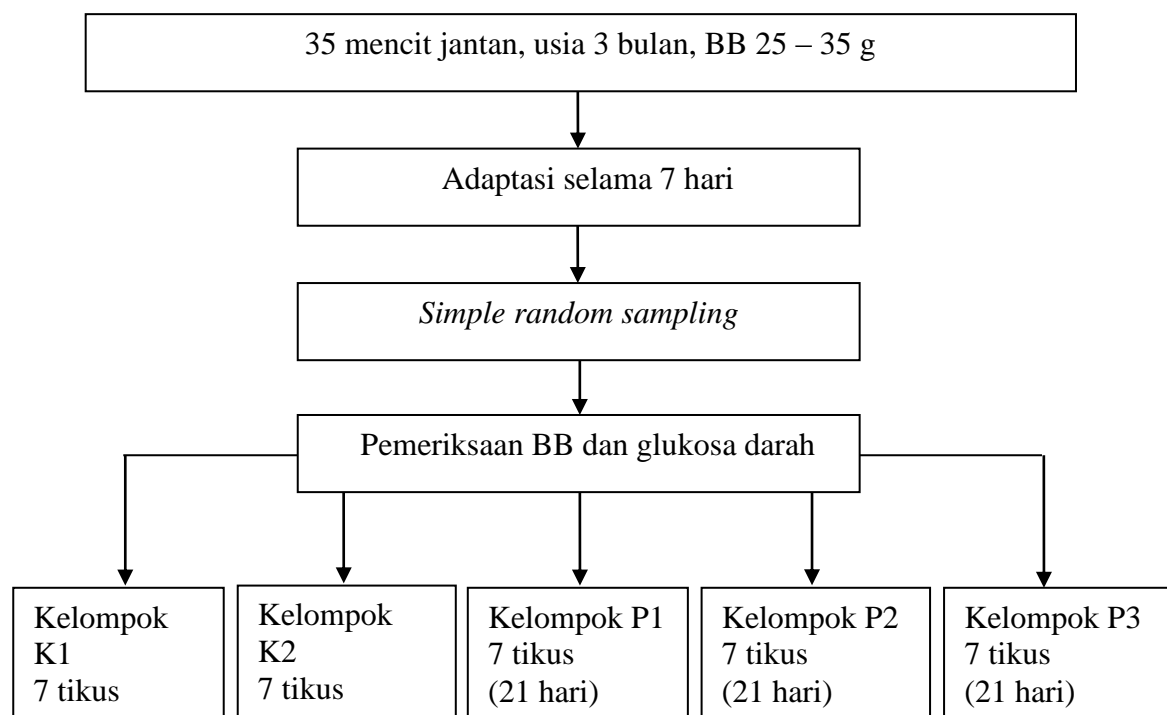 35 mencit jantan, usia 3 bulan, BB 25 – 35 g
Adaptasi selama 7 hari
Simple random sampling
Pemeriksaan BB dan glukosa darah
Kelompok
K1
7 tikus
Kelompok
K2
7 tikus
Kelompok P1
7 tikus
(21 hari)
Kelompok P2
7 tikus
(21 hari)
Kelompok P3
7 tikus
(21 hari)